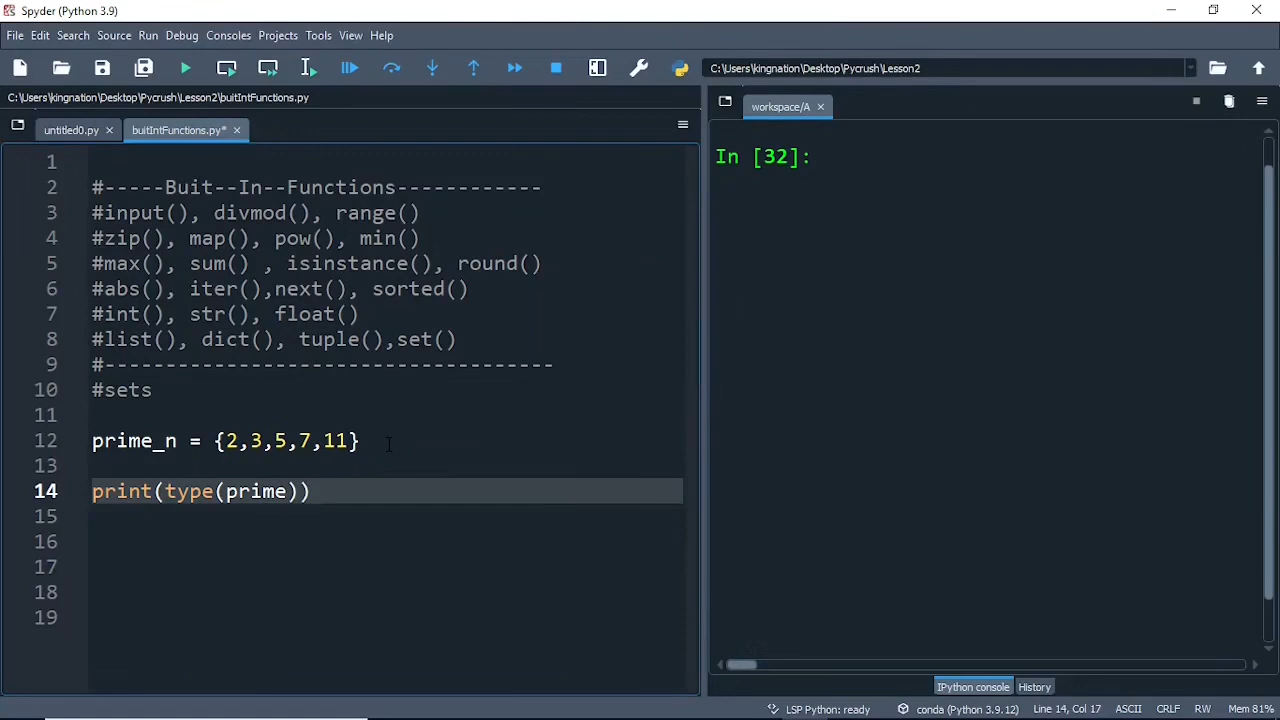 Spyder (Python 3.9)
File Edit Search Source Run Debug Consoles Projects Tools View Help
C:\Users\kingnation\Desktop\Pycrush\Lesson2
C:\Users\kingnation\Desktop\Pycrush\Lesson2\buitIntFunctions.py
untitled0.py
buitIntFunctions.py*
workspace/A
1
2 #-----Buit--In--Functions------------
3 #input(), divmod(), range()
4 #zip(), map(), pow(), min()
5 #max(), sum() , isinstance(), round()
6 #abs(), iter(),next(), sorted()
7 #int(), str(), float()
8 #list(), dict(), tuple(),set()
9 #-------------------------------------
10 #sets
11
12 prime_n = {2,3,5,7,11}
13
14 print(type(prime))
15
16
17
18
19
In [32]:
IPython console History
LSP Python: ready conda (Python 3.9.12) Line 14, Col 17 ASCII CRLF RW Mem 81%